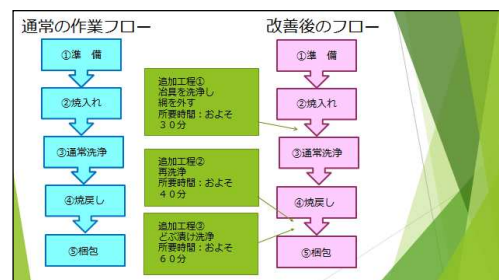 通常の作業フロー
①準　備
②焼入れ
③通常洗浄
④焼戻し
⑤梱包
追加工程①
冶具を洗浄し
網を外す
所要時間：およそ
３０分
追加工程②
再洗浄
所要時間：およそ
４０分
追加工程③
どぶ漬け洗浄
所要時間：およそ
６０分
改善後のフロー
①準　備
②焼入れ
③通常洗浄
④焼戻し
⑤梱包